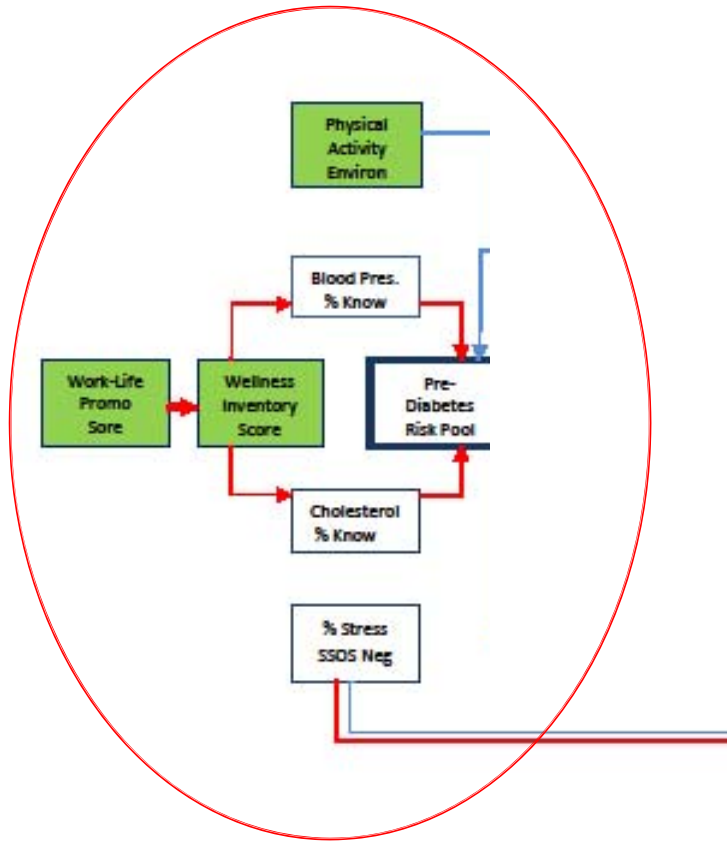 Physical
Activity
Environ
Blood Pres.
% Know
Work-Life
Promo
Sore
Wellness
Inventory
Score
Pre-
Diabetes
Risk Pool
Cholesterol
% Know
% Stress
SSOS Neg